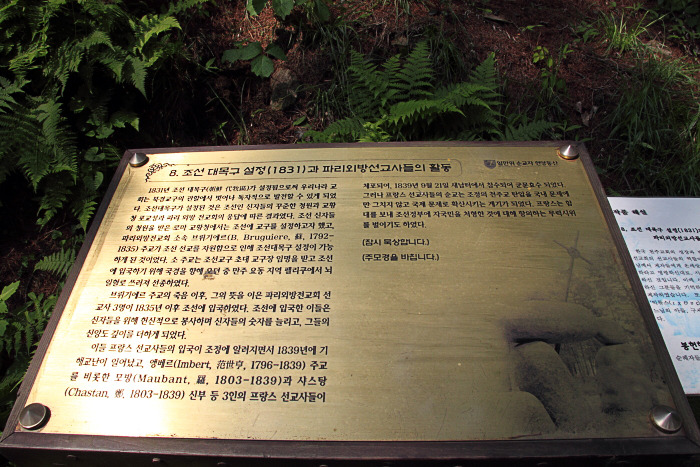 8. 조선 대목구 설정(1831)과 파리외방선교사들의 활동
일만위 순교자 현양동산
1831년 조선 대목구(朝鮮 代牧區)가 설정됨으로써 우리나라 교
회는 북경교구의 관할에서 벗어나 독자적으로 발전할 수 있게 되었
다. 조선대목구가 설정된 것은 조선인 신자들의 꾸준한 청원과 교황
청 포교성과 파리 외방 선교회의 응답에 따른 결과였다. 조선 신자들
의 청원을 받은 로마 교황청에서는 조선에 교구를 설정하고자 했고,
파리외방선교회 소속 브뤼기에르(B. Bruguiere, 蘇, 1792-
1835) 주교가 조선 선교를 자원함으로 인해 조선대목구 설정이 가능
하게 된 것이었다. 소 주교는 조선교구 초대 교구장 임명을 받고 조선
에 입국하기 위해 국경을 향해 오던 중 만주 요동 지역 펠리구에서 뇌
일혈로 쓰러져 선종하였다.
브뤼기에르 주교의 죽음 이후, 그의 뜻을 이은 파리외방선교회 선
교사 3명이 1835년 이후 조선에 입국하였다. 조선에 입국한 이들은
신자들을 위해 헌신적으로 봉사하며 신자들의 숫자를 늘리고, 그들의
신앙도 깊이를 더하게 되었다.
이들 프랑스 선교사들의 입국이 조정에 알려지면서 1839년에 기
해교난이 일어났고, 앵베르(Imbert, 范世亨, 1796-1839) 주교
를 비롯한 모방(Maubant, 羅, 1803-1839)과 샤스탕
(Chastan, 鄭, 1803-1839) 신부 등 3인의 프랑스 선교사들이
체포되어, 1839년 9월 21일 새남터에서 참수되어 군문효수 되었다.
그러나 프랑스 선교사들의 순교는 조정의 천주교 탄압을 국내 문제에
만 그치지 않고 국제 문제로 확산시키는 계기가 되었다. 프랑스는 함
대를 보내 조선정부에 자국민을 처형한 것에 대해 항의하는 무력시위
를 벌이기도 하였다.
(잠시 묵상합니다.)
(주모경을 바칩니다.)